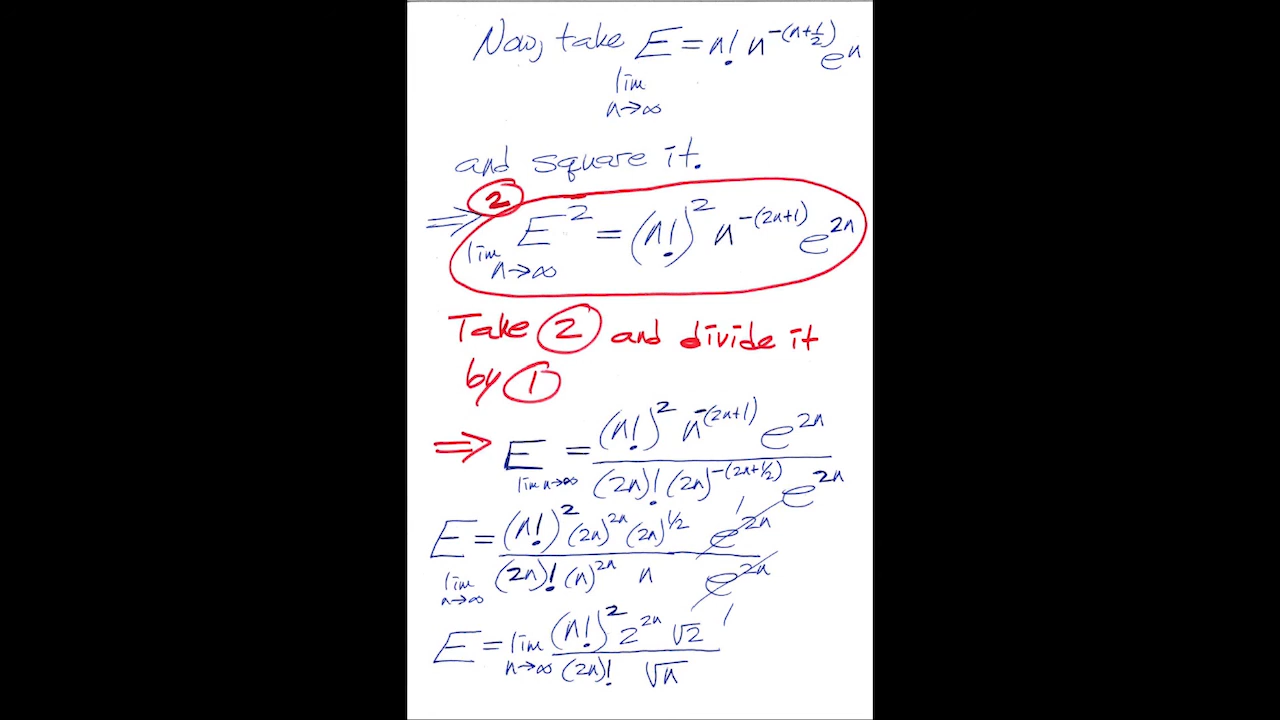 Now, take E = n! n^{-(n+1/2)} e^n
lim
n→∞
and square it.
② ⇒ E² = (n!)² n^{-(2n+1)} e^{2n}
lim
n→∞
Take ② and divide it
by ①
⇒ E = (n!)² n^{-(2n+1)} e^{2n} / (2n)! (2n)^{-(2n+1/2)} e^{2n}
lim n→∞
E = (n!)² (2n)^{2n} (2n)^{1/2} e^{2n} 1 / (2n)! (n)^{2n} n e^{2n} 1
lim
n→∞
E = lim n→∞ (n!)² 2^{2n} √2 / (2n)! √n